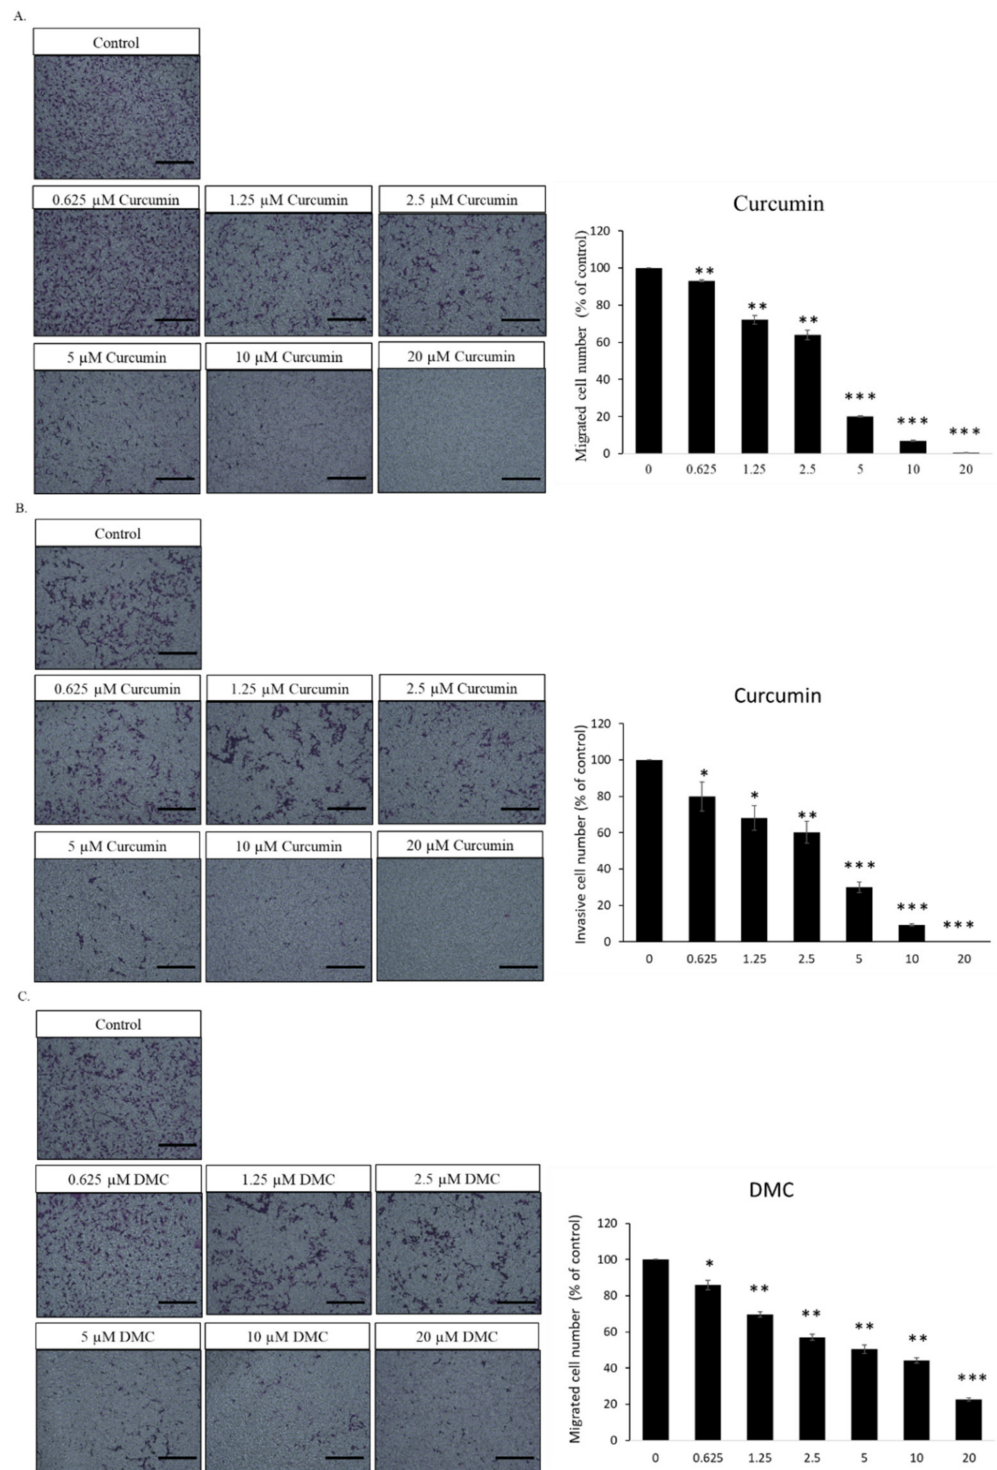 A.
Control
0.625 µM Curcumin 1.25 µM Curcumin 2.5 µM Curcumin
5 µM Curcumin 10 µM Curcumin 20 µM Curcumin
Curcumin
Migrated cell number (% of control)
120
100
80
60
40
20
0
** ** ** *** *** ***
0 0.625 1.25 2.5 5 10 20
B.
Control
0.625 µM Curcumin 1.25 µM Curcumin 2.5 µM Curcumin
5 µM Curcumin 10 µM Curcumin 20 µM Curcumin
Curcumin
Invasive cell number (% of control)
120
100
80
60
40
20
0
* * ** *** *** ***
0 0.625 1.25 2.5 5 10 20
C.
Control
0.625 µM DMC 1.25 µM DMC 2.5 µM DMC
5 µM DMC 10 µM DMC 20 µM DMC
DMC
Migrated cell number (% of control)
120
100
80
60
40
20
0
* ** ** ** ** ***
0 0.625 1.25 2.5 5 10 20